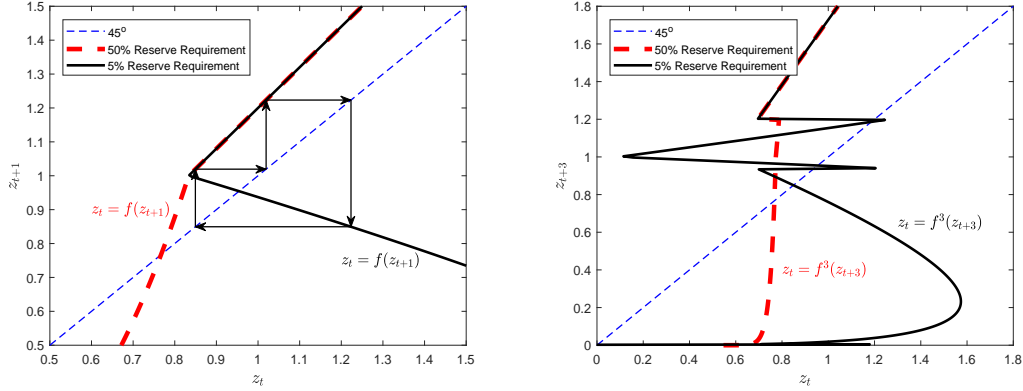 45°
50% Reserve Requirement
5% Reserve Requirement
z_t = f(z_{t+1})
z_t = f(z_{t+1})
0.5 0.6 0.7 0.8 0.9 1 1.1 1.2 1.3 1.4 1.5
0.5
0.6
0.7
0.8
0.9
1
1.1
1.2
1.3
1.4
1.5
z_t
z_{t+1}
45°
50% Reserve Requirement
5% Reserve Requirement
z_t = f^3(z_{t+3})
z_t = f^3(z_{t+3})
0 0.2 0.4 0.6 0.8 1 1.2 1.4 1.6 1.8
0
0.2
0.4
0.6
0.8
1
1.2
1.4
1.6
1.8
z_t
z_{t+3}